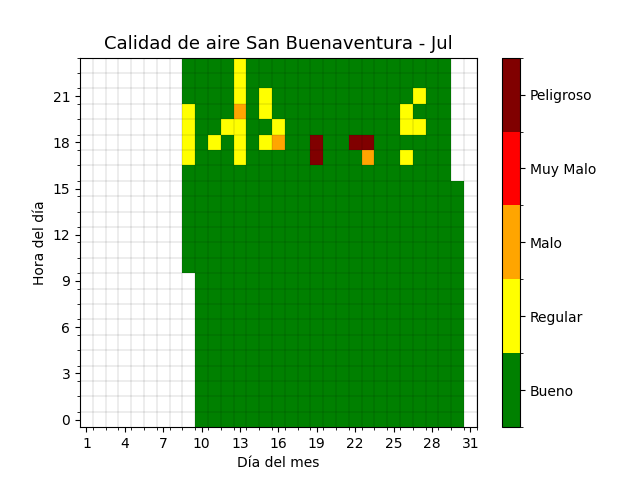 Calidad de aire San Buenaventura - Jul
Hora del día
21
18
15
12
9
6
3
0
1 4 7 10 13 16 19 22 25 28 31
Día del mes
Peligroso
Muy Malo
Malo
Regular
Bueno